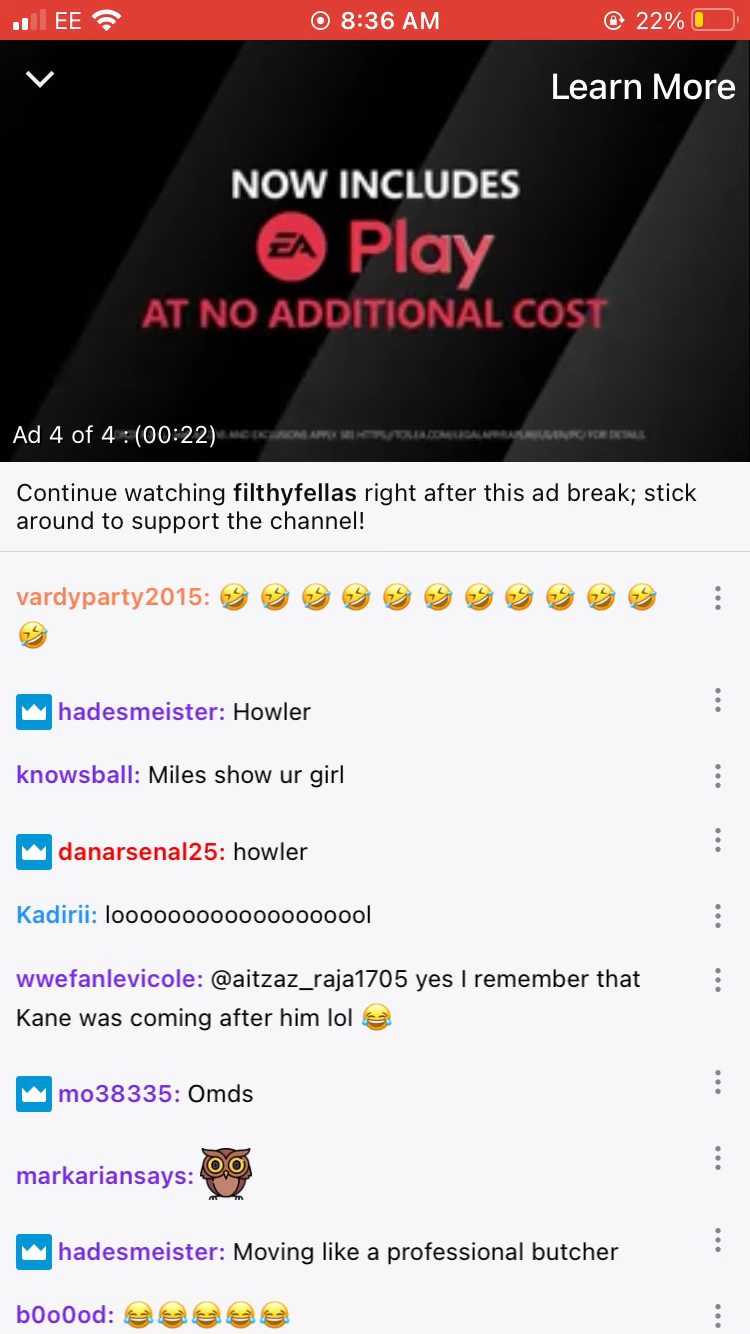 EE 8:36 AM 22%
Learn More
NOW INCLUDES
EA Play
AT NO ADDITIONAL COST
Ad 4 of 4 : (00:22)
Continue watching filthyfellas right after this ad break; stick
around to support the channel!
vardyparty2015: 🤣 🤣 🤣 🤣 🤣 🤣 🤣 🤣 🤣 🤣 🤣
🤣
hadesmeister: Howler
knowsball: Miles show ur girl
danarsenal25: howler
Kadirii: looooooooooooooooool
wwefanlevicole: @aitzaz_raja1705 yes I remember that
Kane was coming after him lol 😂
mo38335: Omds
markariansays:
hadesmeister: Moving like a professional butcher
b0o0od: 😂😂😂😂😂